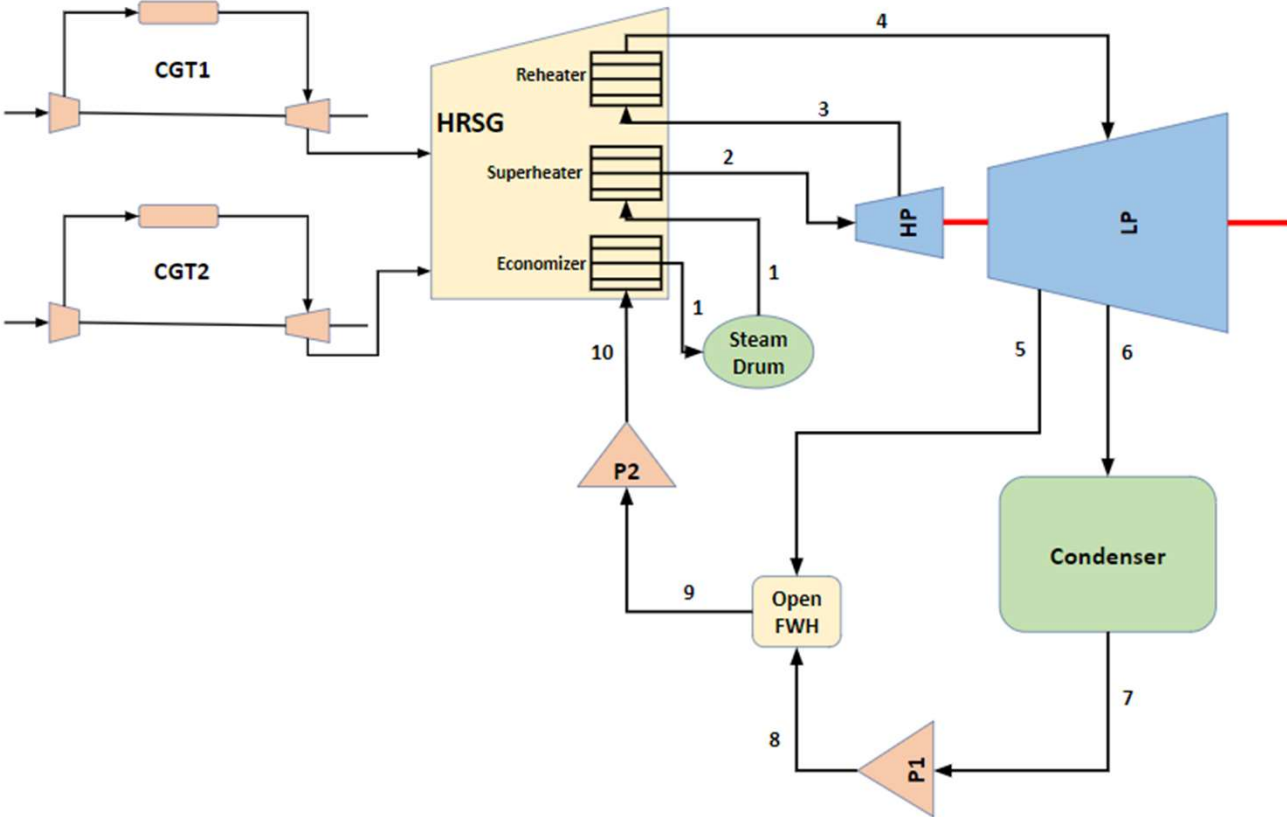 4
CGT1
Reheater
3
HRSG
2
Superheater
HP
LP
CGT2
Economizer
1
1
Steam
Drum
10
5
6
P2
Condenser
9
Open
FWH
7
8
P1